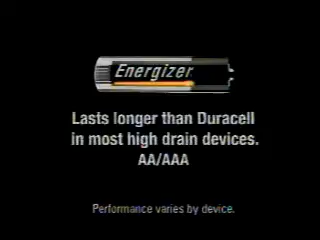 Energizer
Lasts longer than Duracell
in most high drain devices.
AA/AAA
Performance varies by device.